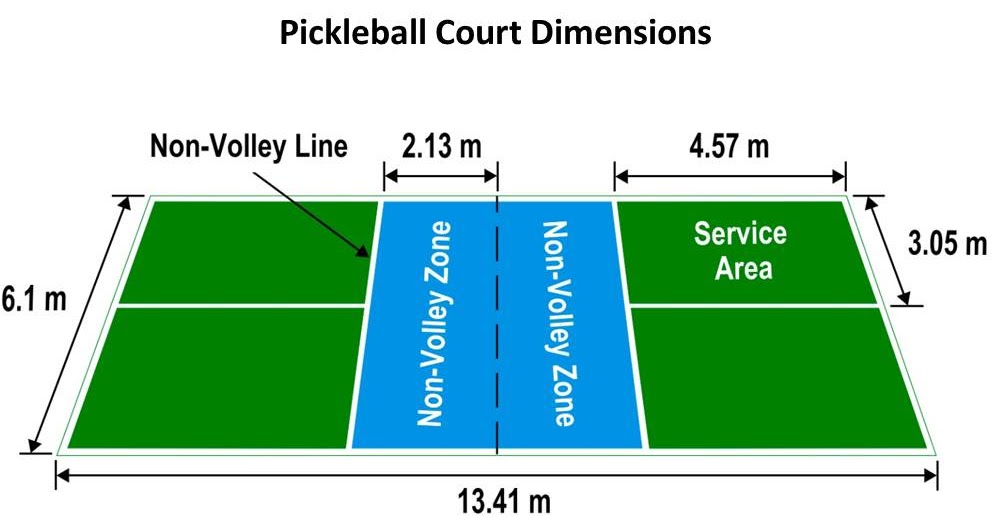 Pickleball Court Dimensions
Non-Volley Line
2.13 m
4.57 m
Non-Volley Zone
Non-Volley Zone
Service
Area
3.05 m
6.1 m
13.41 m